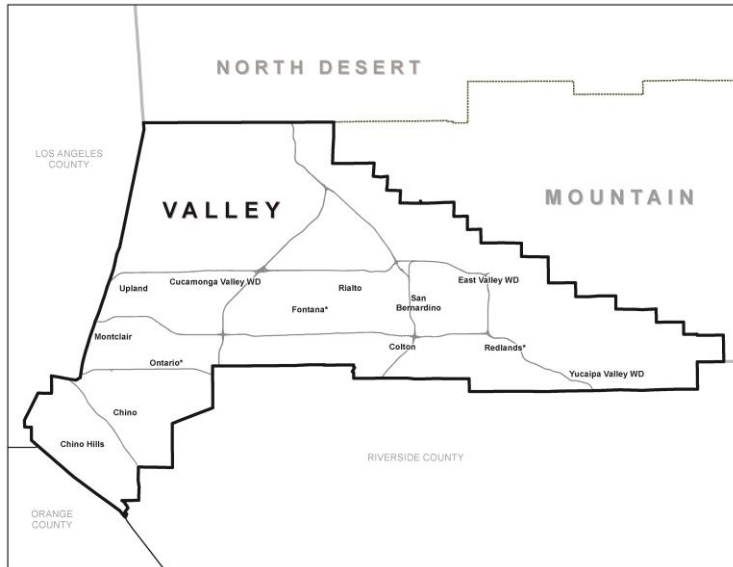 NORTH DESERT
LOS ANGELES
COUNTY
MOUNTAIN
VALLEY
Upland
Cucamonga Valley WD
Rialto
San
Bernardino
East Valley WD
Fontana*
Montclair
Colton
Redlands*
Ontario*
Yucaipa Valley WD
Chino
Chino Hills
RIVERSIDE COUNTY
ORANGE
COUNTY